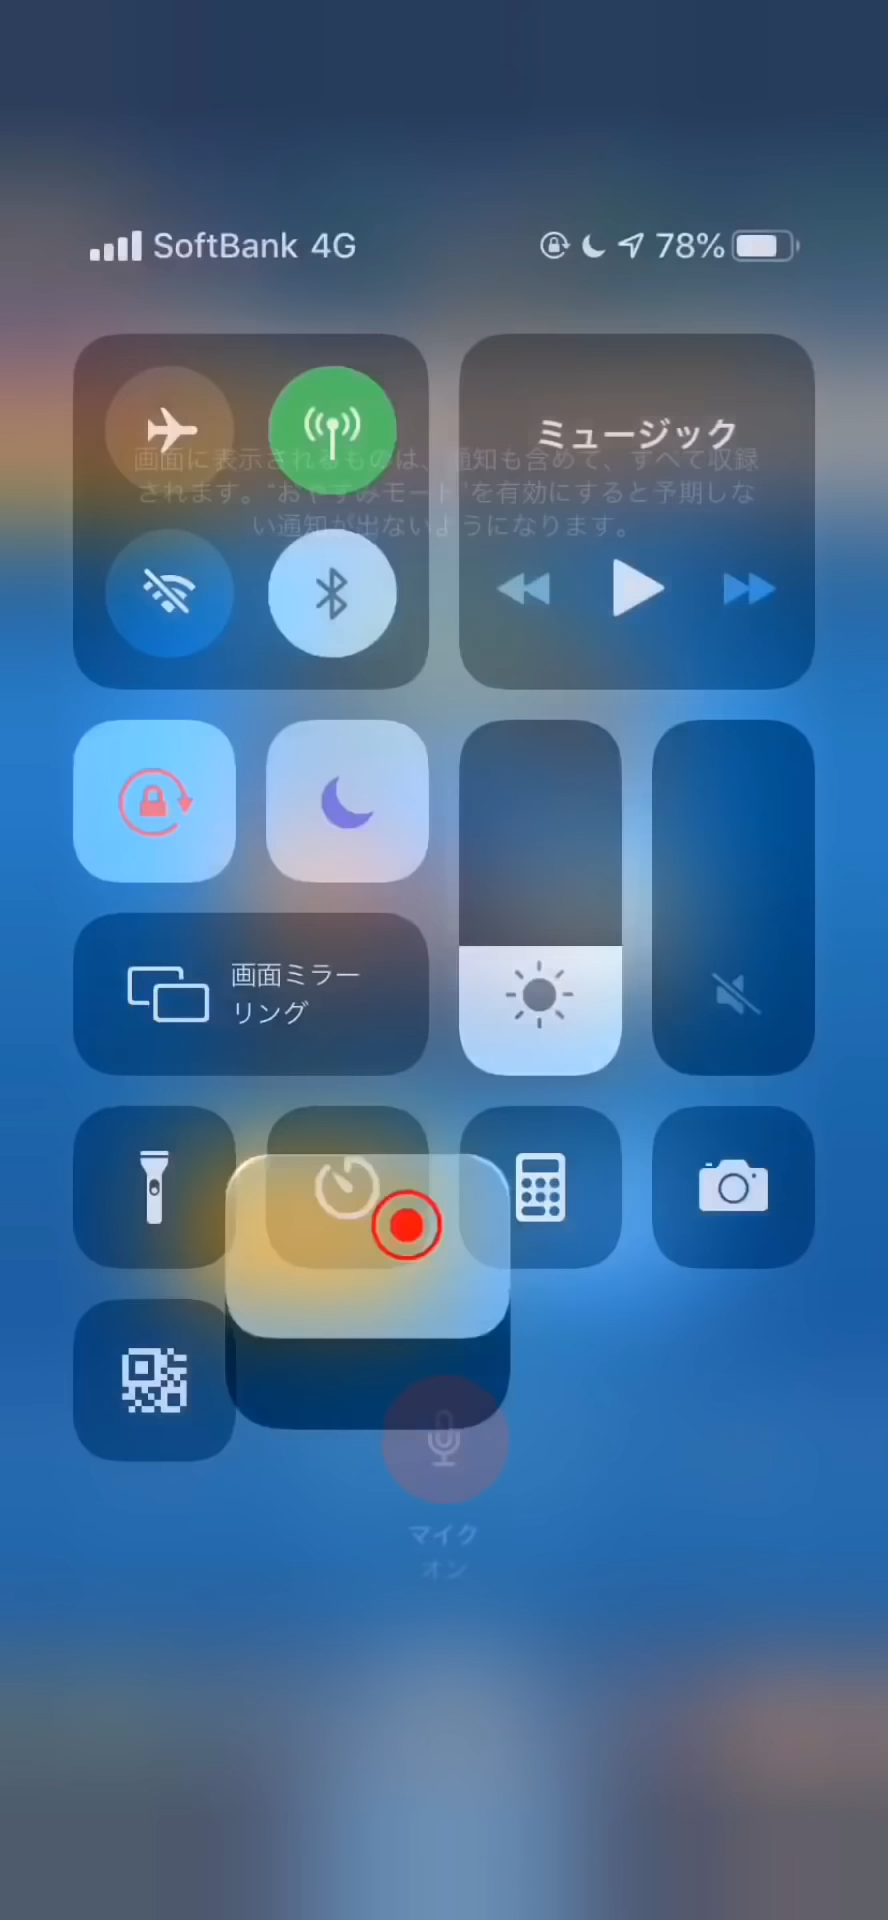 SoftBank 4G
78%
ミュージック
画面に表示されるものは、通知も含めて、すべて収録
されます。“おやすみモード”を有効にすると予期しな
い通知が出ないようになります。
画面ミラー
リング
マイク
オン